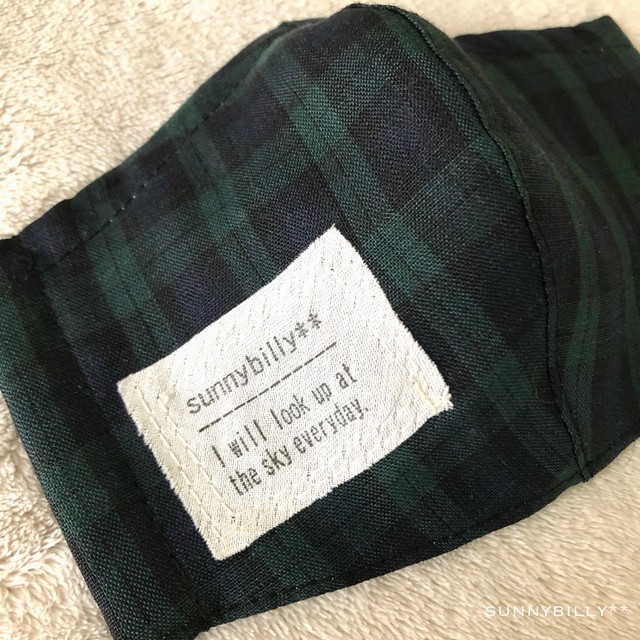 sunnybilly**
I will look up at
the sky everyday.
SUNNYBILLY**